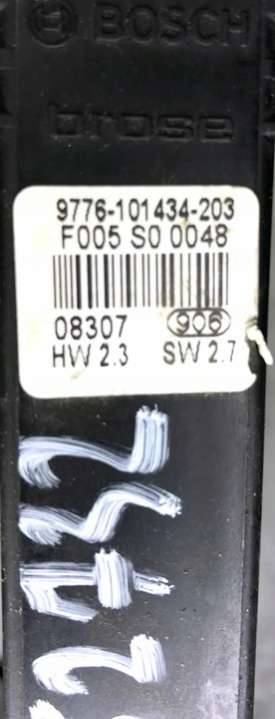 BOSCH
brose
9776-101434-203
F005 S0 0048
08307 906
HW 2.3 SW 2.7